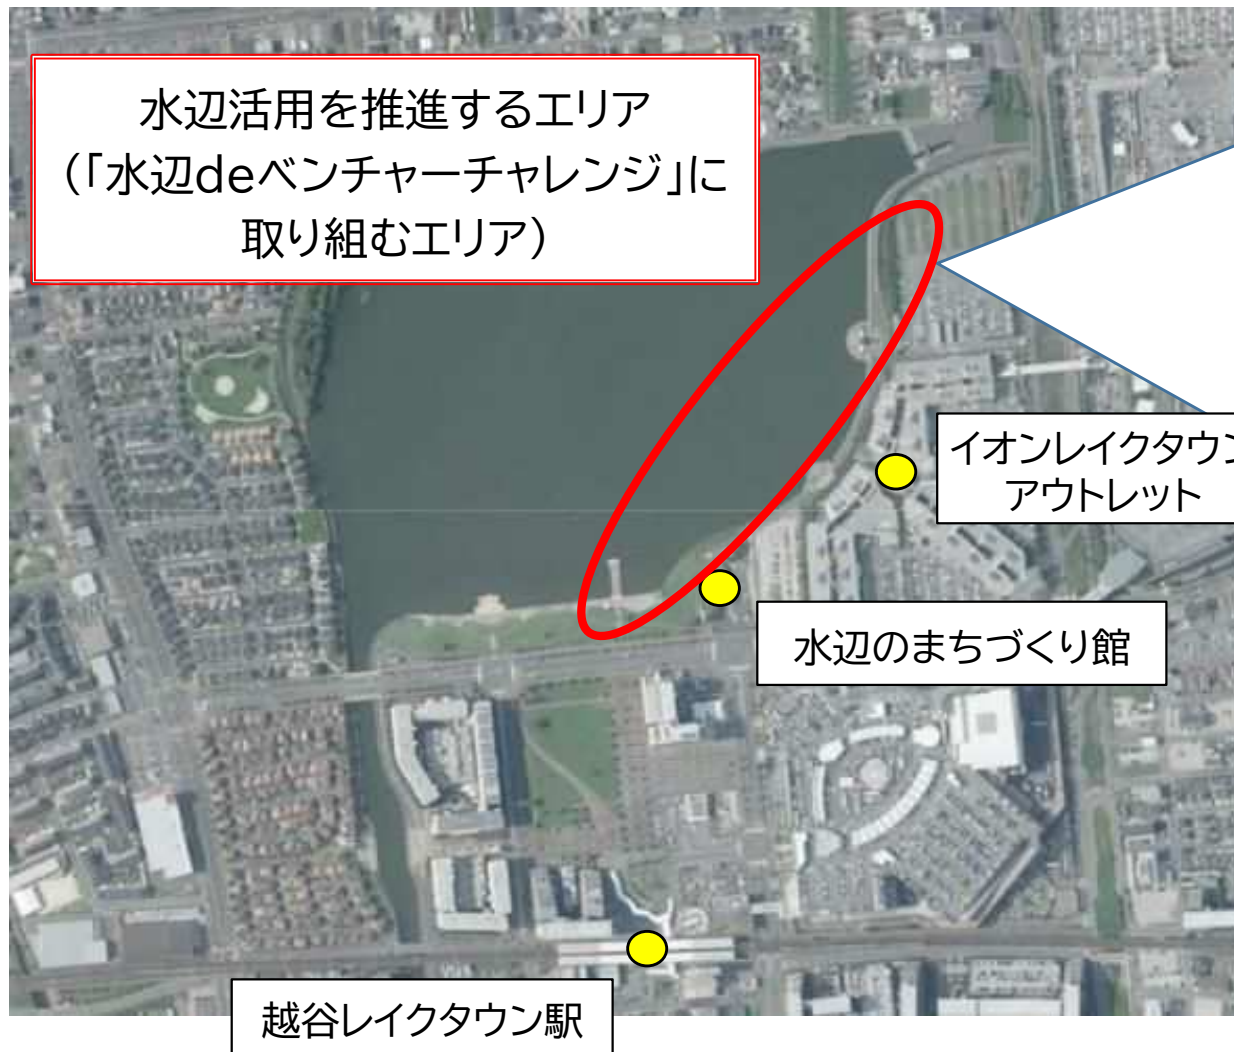 水辺活用を推進するエリア
(「水辺deベンチャーチャレンジ」に
取り組むエリア)
イオンレイクタウン
アウトレット
水辺のまちづくり館
越谷レイクタウン駅